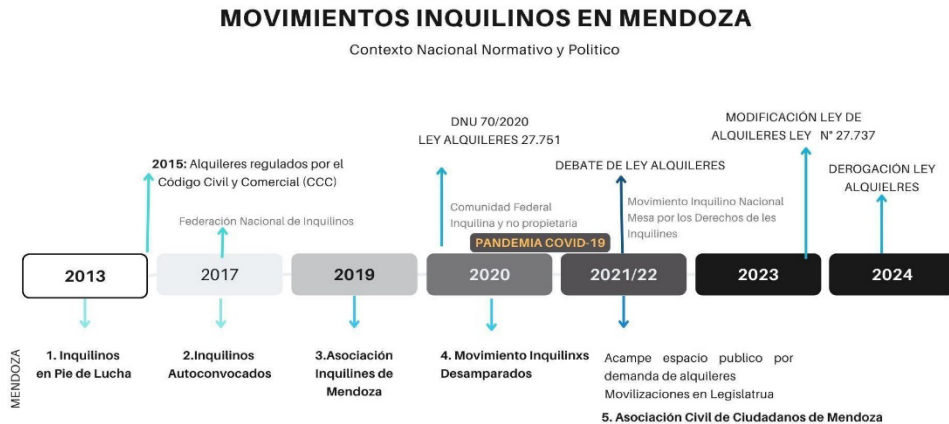 MOVIMIENTOS INQUILINOS EN MENDOZA
Contexto Nacional Normativo y Politico
2015: Alquileres regulados por el
Código Civil y Comercial (CCC)
Federación Nacional de Inquilinos
DNU 70/2020
LEY ALQUILERES 27.751
Comunidad Federal
Inquilina y no propietaria
PANDEMIA COVID-19
DEBATE DE LEY ALQUILERES
Movimiento Inquilino Nacional
Mesa por los Derechos de les
Inquilines
MODIFICACIÓN LEY DE
ALQUILERES LEY N° 27.737
DEROGACIÓN LEY
ALQUIELRES
2013
2017
2019
2020
2021/22
2023
2024
MENDOZA
1. Inquilinos
en Pie de Lucha
2.Inquilinos
Autoconvocados
3.Asociación
Inquilines de
Mendoza
4. Movimiento Inquilinxs
Desamparados
Acampe espacio publico por
demanda de alquileres
Movilizaciones en Legislatrua
5. Asociación Civil de Ciudadanos de Mendoza